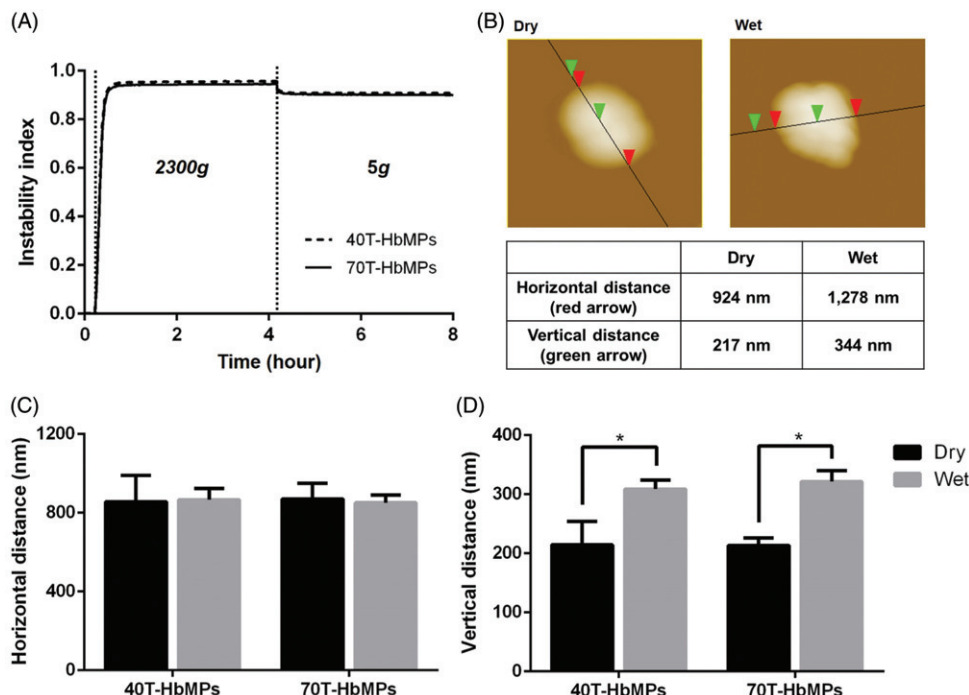 (A)
Instability index
1.0
0.8
0.6
0.4
0.2
0.0
2300g
5g
40T-HbMPs
70T-HbMPs
0
2
4
6
8
Time (hour)
(B)
Dry
Wet
Dry
Wet
Horizontal distance
(red arrow)
924 nm
1,278 nm
Vertical distance
(green arrow)
217 nm
344 nm
(C)
Horizontal distance (nm)
1200
800
400
0
40T-HbMPs
70T-HbMPs
(D)
Vertical distance (nm)
400
300
200
100
0
*
*
40T-HbMPs
70T-HbMPs
Dry
Wet